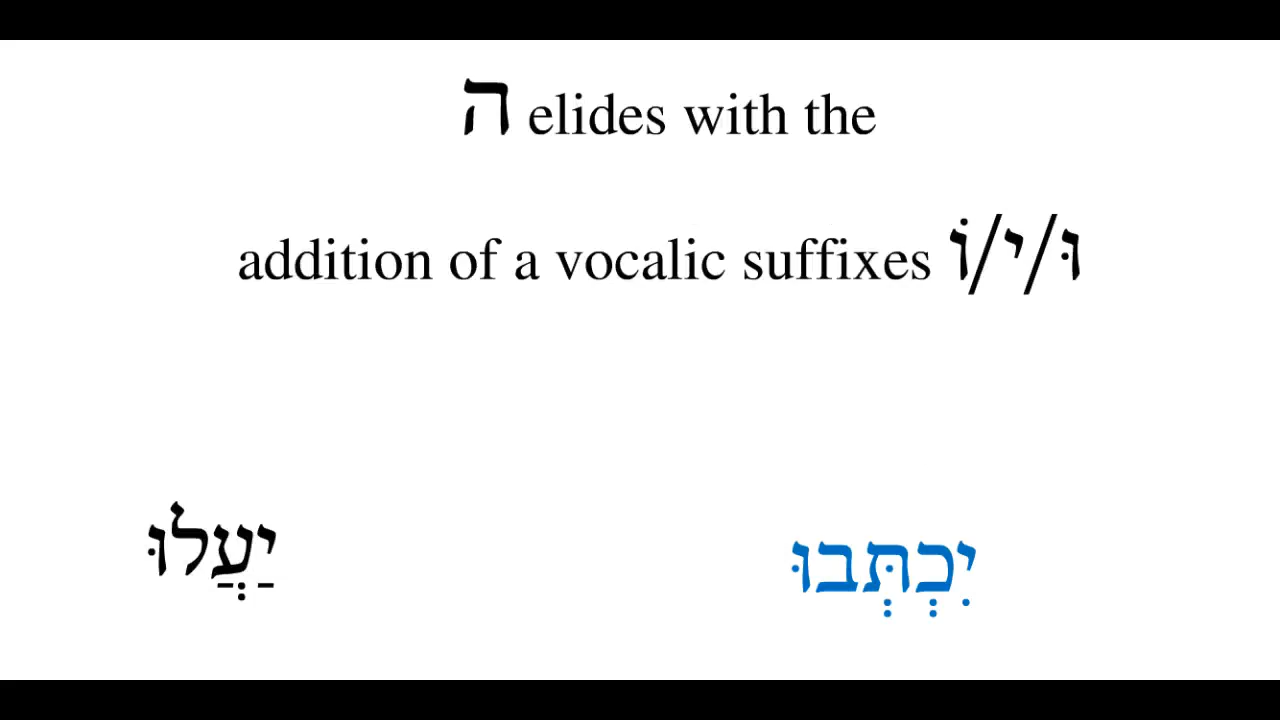 ה elides with the
addition of a vocalic suffixes וּ/י/וֹ
יַעֲלוּ
יִכְתְּבוּ